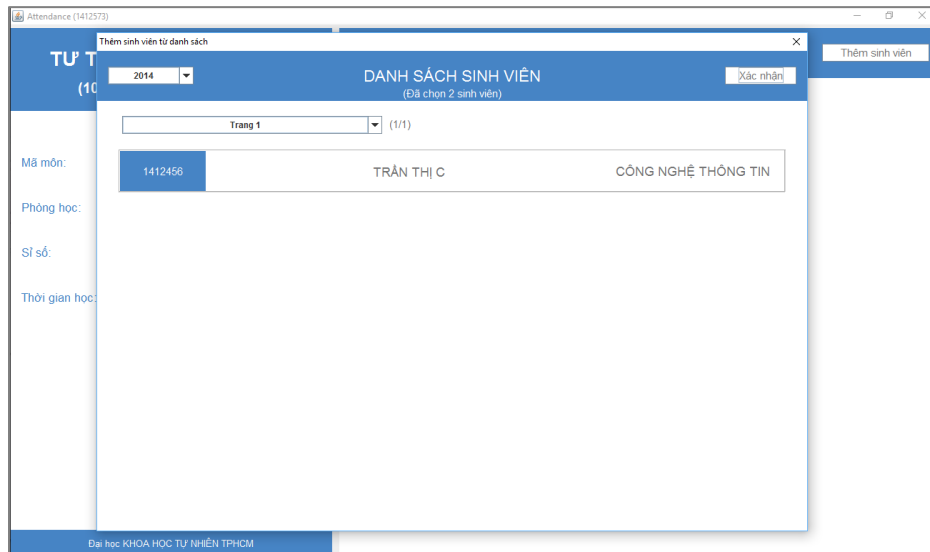 Attendance (1412573)
TƯ T
(10
Thêm sinh viên
Thêm sinh viên từ danh sách
2014
DANH SÁCH SINH VIÊN
(Đã chọn 2 sinh viên)
Xác nhận
Trang 1
(1/1)
1412456
TRẦN THỊ C
CÔNG NGHỆ THÔNG TIN
Mã môn:
Phòng học:
Sĩ số:
Thời gian học:
Đại học KHOA HỌC TỰ NHIÊN TPHCM